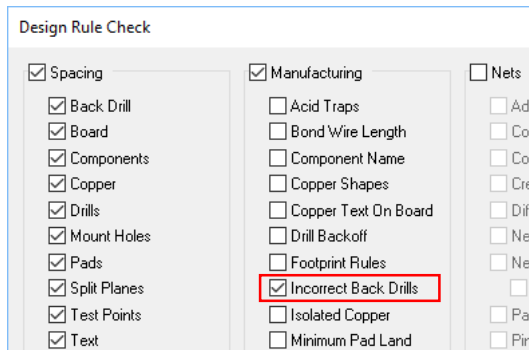 Design Rule Check
Spacing
Back Drill
Board
Components
Copper
Drills
Mount Holes
Pads
Split Planes
Test Points
Text
Manufacturing
Acid Traps
Bond Wire Length
Component Name
Copper Shapes
Copper Text On Board
Drill Backoff
Footprint Rules
Incorrect Back Drills
Isolated Copper
Minimum Pad Land
Nets